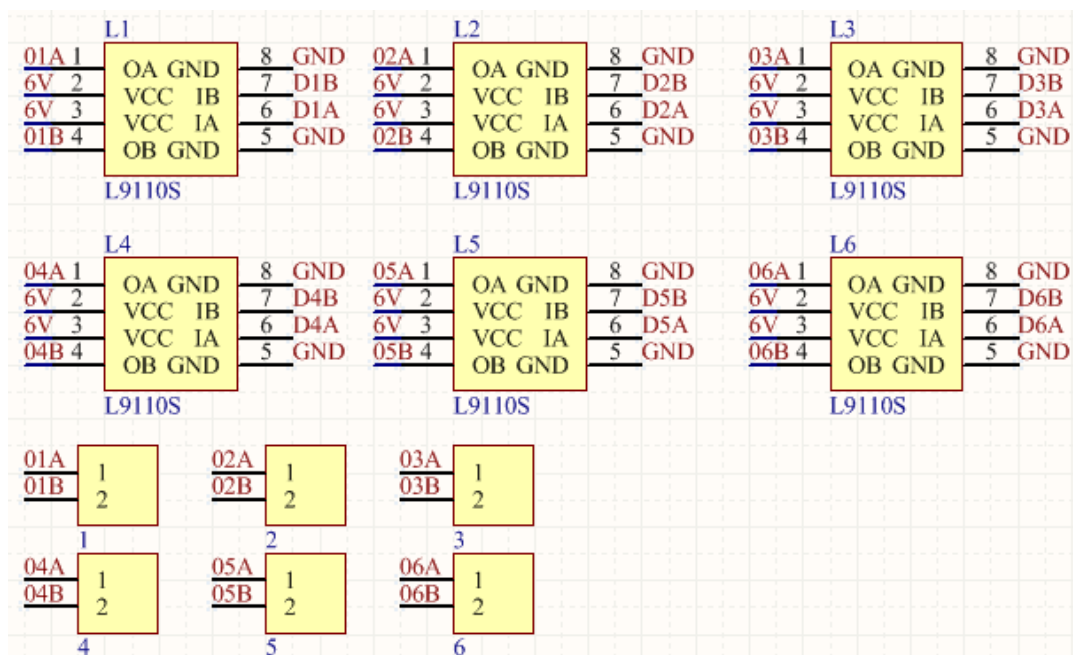 L1 L2 L3
01A 1 OA GND 8 GND 02A 1 OA GND 8 GND 03A 1 OA GND 8 GND
6V 2 VCC IB 7 D1B 6V 2 VCC IB 7 D2B 6V 2 VCC IB 7 D3B
6V 3 VCC IA 6 D1A 6V 3 VCC IA 6 D2A 6V 3 VCC IA 6 D3A
01B 4 OB GND 5 GND 02B 4 OB GND 5 GND 03B 4 OB GND 5 GND
L9110S L9110S L9110S
L4 L5 L6
04A 1 OA GND 8 GND 05A 1 OA GND 8 GND 06A 1 OA GND 8 GND
6V 2 VCC IB 7 D4B 6V 2 VCC IB 7 D5B 6V 2 VCC IB 7 D6B
6V 3 VCC IA 6 D4A 6V 3 VCC IA 6 D5A 6V 3 VCC IA 6 D6A
04B 4 OB GND 5 GND 05B 4 OB GND 5 GND 06B 4 OB GND 5 GND
L9110S L9110S L9110S
01A 1 02A 1 03A 1
01B 2 02B 2 03B 2
1 2 3
04A 1 05A 1 06A 1
04B 2 05B 2 06B 2
4 5 6